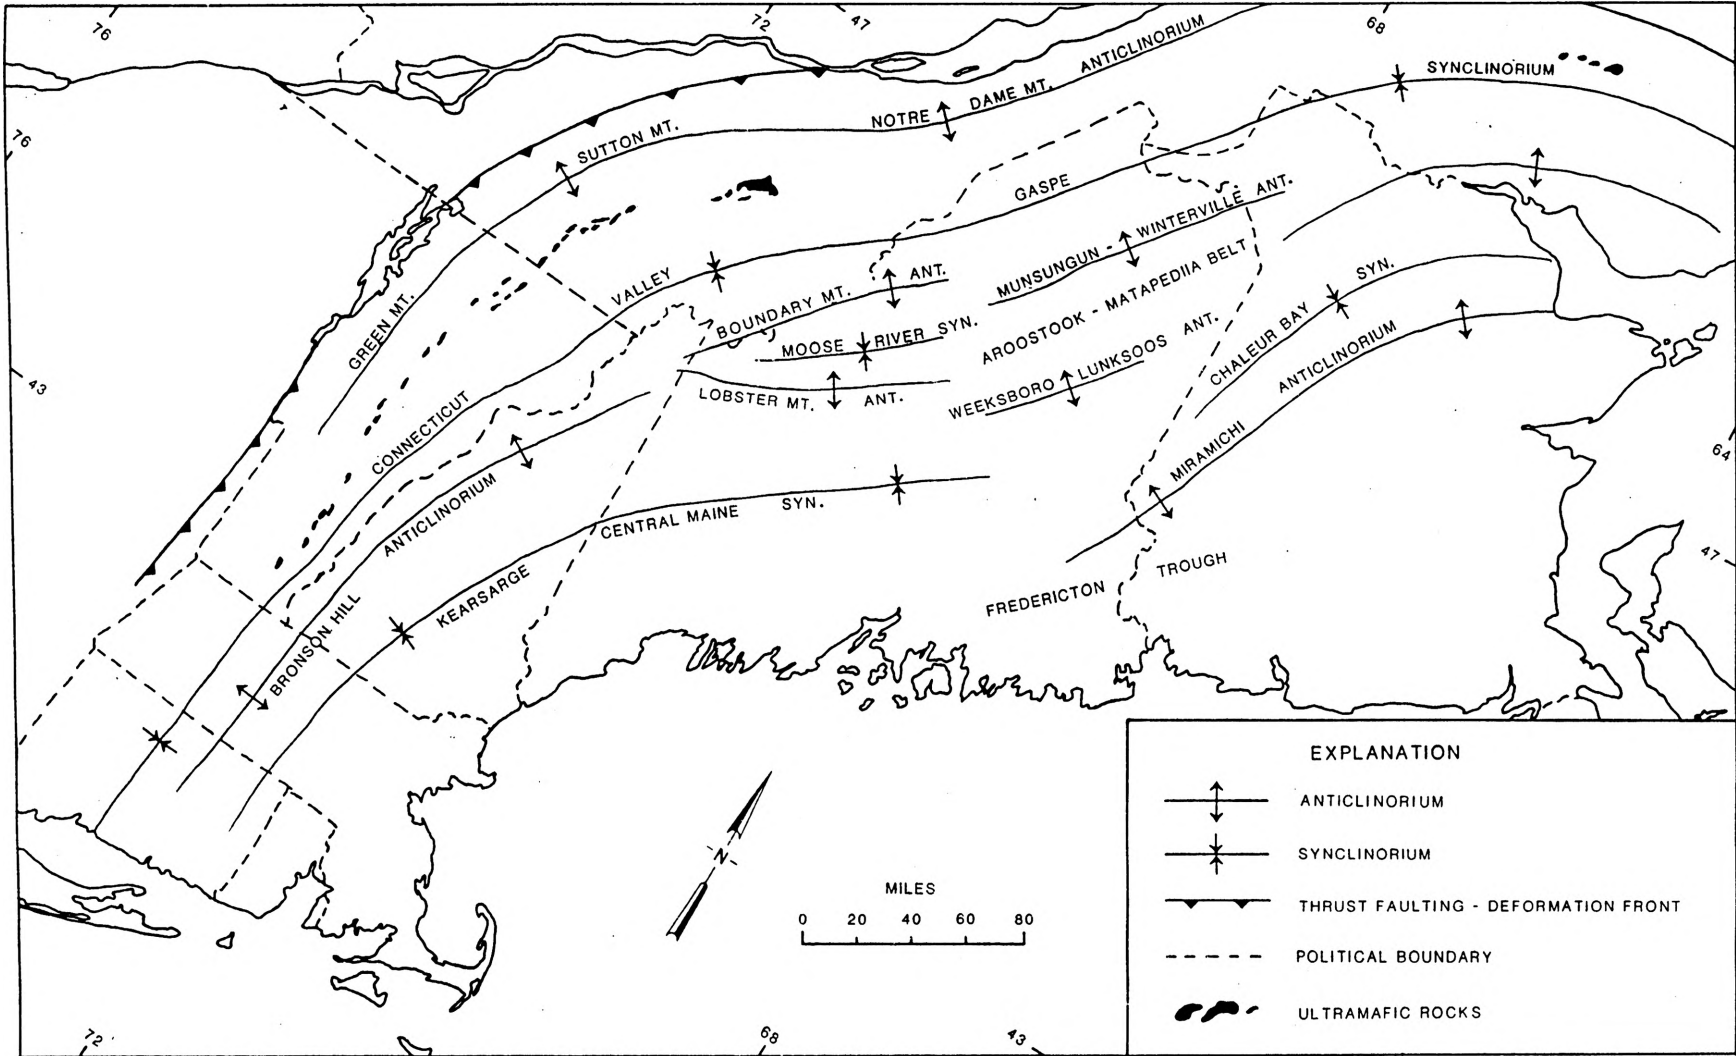 76
72
47
68
76
43
64
47
72
68
43
SYNCLINORIUM
NOTRE DAME MT. ANTICLINORIUM
SUTTON MT.
GREEN MT.
GASPE
VALLEY
CONNECTICUT
MUNSUNGUN - WINTERVILLE ANT.
BOUNDARY MT. ANT.
MOOSE RIVER SYN.
AROOSTOOK - MATAPEDIIA BELT
LOBSTER MT. ANT.
WEEKSBORO - LUNKSOOS ANT.
CHALEUR BAY SYN.
MIRAMICHI ANTICLINORIUM
BRONSON HILL ANTICLINORIUM
KEARSARGE CENTRAL MAINE SYN.
FREDERICTON TROUGH
N
MILES
0 20 40 60 80
EXPLANATION
ANTICLINORIUM
SYNCLINORIUM
THRUST FAULTING - DEFORMATION FRONT
POLITICAL BOUNDARY
ULTRAMAFIC ROCKS